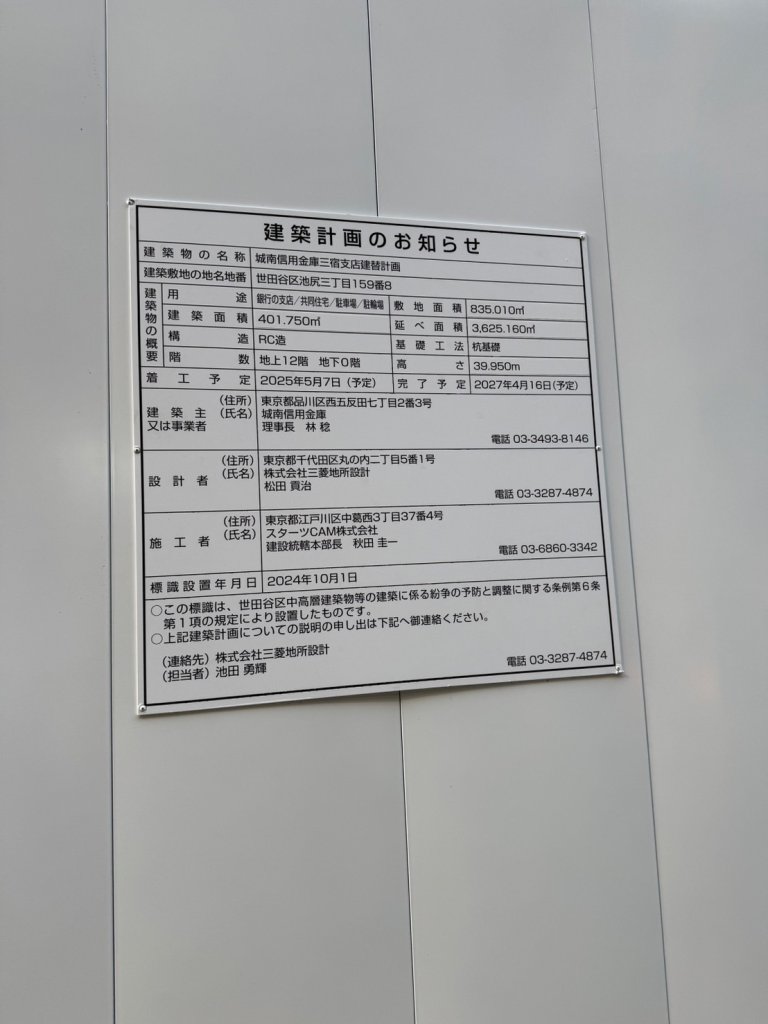 建築計画のお知らせ
建築物の名称 城南信用金庫三宿支店建替計画
建築敷地の地名地番 世田谷区池尻三丁目159番8
建築物の概要
用途 銀行の支店/共同住宅/駐車場/駐輪場 敷地面積 835.010㎡
建築面積 401.750㎡ 延べ面積 3,625.160㎡
構造 RC造 基礎工法 杭基礎
階数 地上12階 地下0階 高さ 39.950m
着工予定 2025年5月7日(予定) 完了予定 2027年4月16日(予定)
建築主又は事業者 (住所) 東京都品川区西五反田七丁目2番3号
(氏名) 城南信用金庫
理事長 林 稔
電話 03-3493-8146
設計者 (住所) 東京都千代田区丸の内二丁目5番1号
(氏名) 株式会社三菱地所設計
松田 貢治
電話 03-3287-4874
施工者 (住所) 東京都江戸川区中葛西3丁目37番4号
(氏名) スターツCAM株式会社
建設統轄本部長 秋田 圭一
電話 03-6860-3342
標識設置年月日 2024年10月1日
○この標識は、世田谷区中高層建築物等の建築に係る紛争の予防と調整に関する条例第6条
第1項の規定により設置したものです。
○上記建築計画についての説明の申し出は下記へ御連絡ください。
(連絡先) 株式会社三菱地所設計
(担当者) 池田 勇輝 電話 03-3287-4874